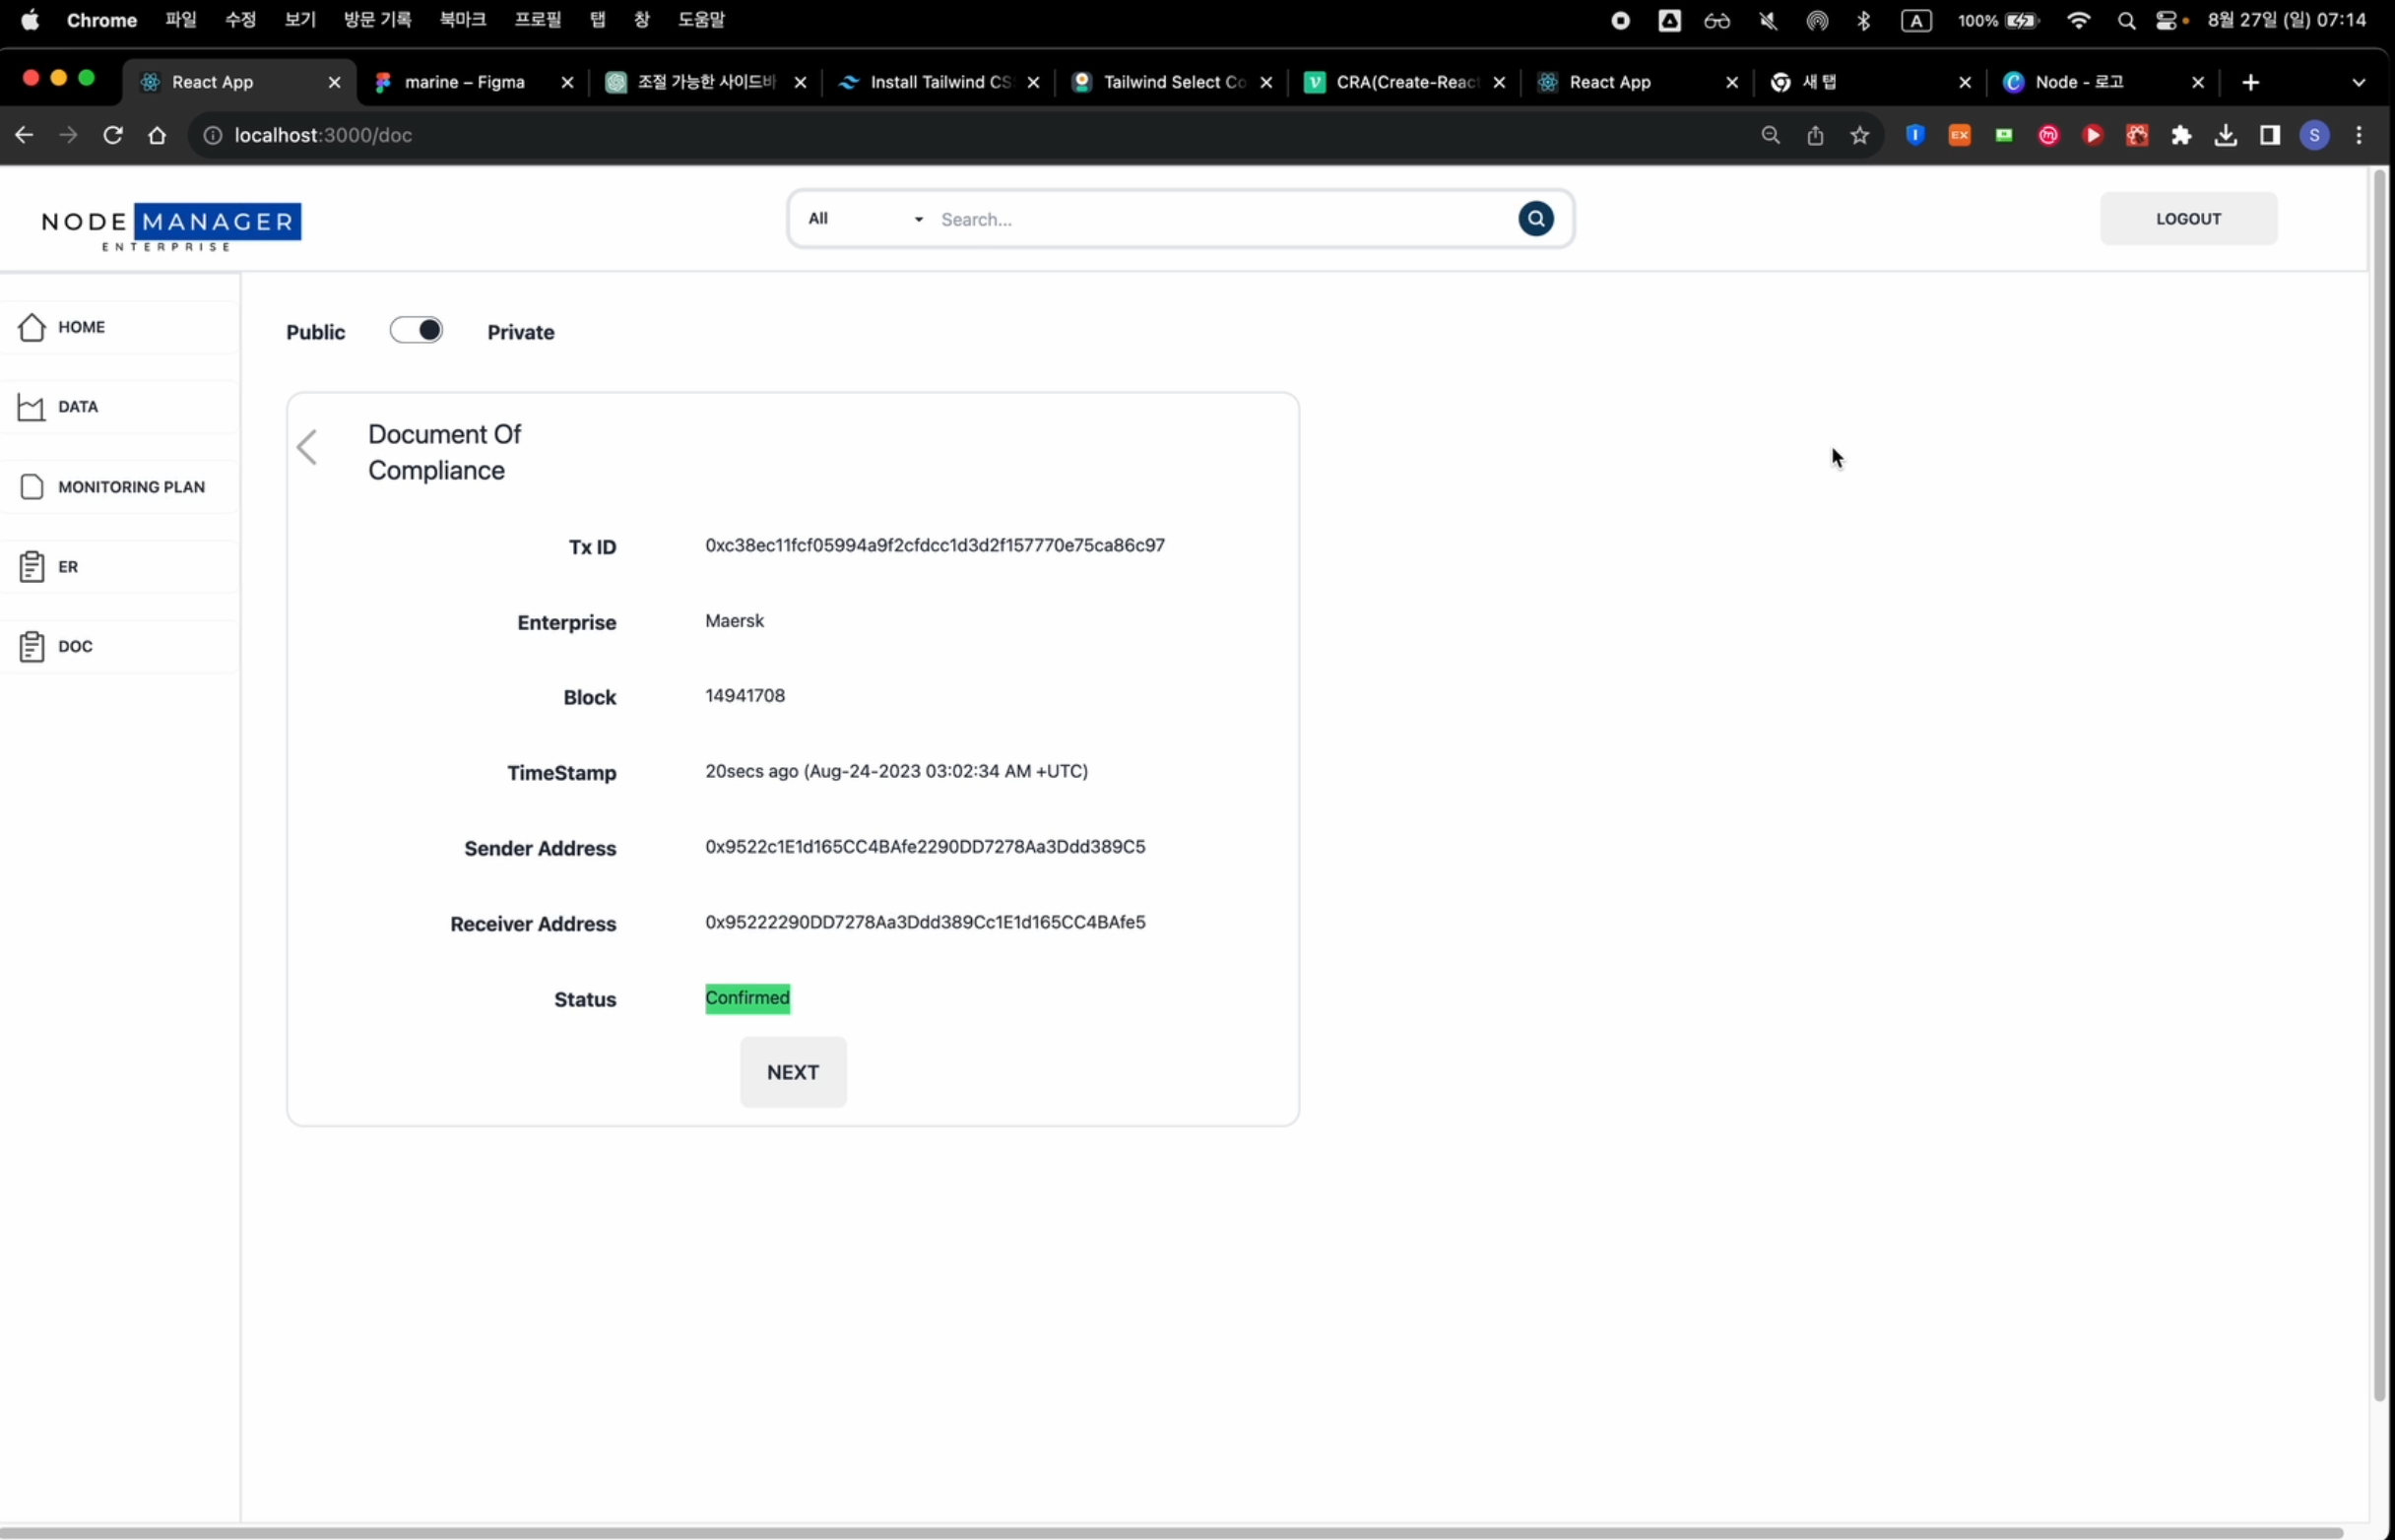 Chrome 파일 수정 보기 방문 기록 북마크 프로필 탭 창 도움말 A 100% 8월 27일 (일) 07:14
React App marine – Figma 조절 가능한 사이드바 Install Tailwind CS Tailwind Select Co CRA(Create-React React App 새 탭 Node - 로고
localhost:3000/doc
NODE MANAGER
ENTERPRISE
All Search...
LOGOUT
HOME
DATA
MONITORING PLAN
ER
DOC
Public Private
Document Of
Compliance
Tx ID 0xc38ec11fcf05994a9f2cfdcc1d3d2f157770e75ca86c97
Enterprise Maersk
Block 14941708
TimeStamp 20secs ago (Aug-24-2023 03:02:34 AM +UTC)
Sender Address 0x9522c1E1d165CC4BAfe2290DD7278Aa3Ddd389C5
Receiver Address 0x95222290DD7278Aa3Ddd389Cc1E1d165CC4BAfe5
Status Confirmed
NEXT